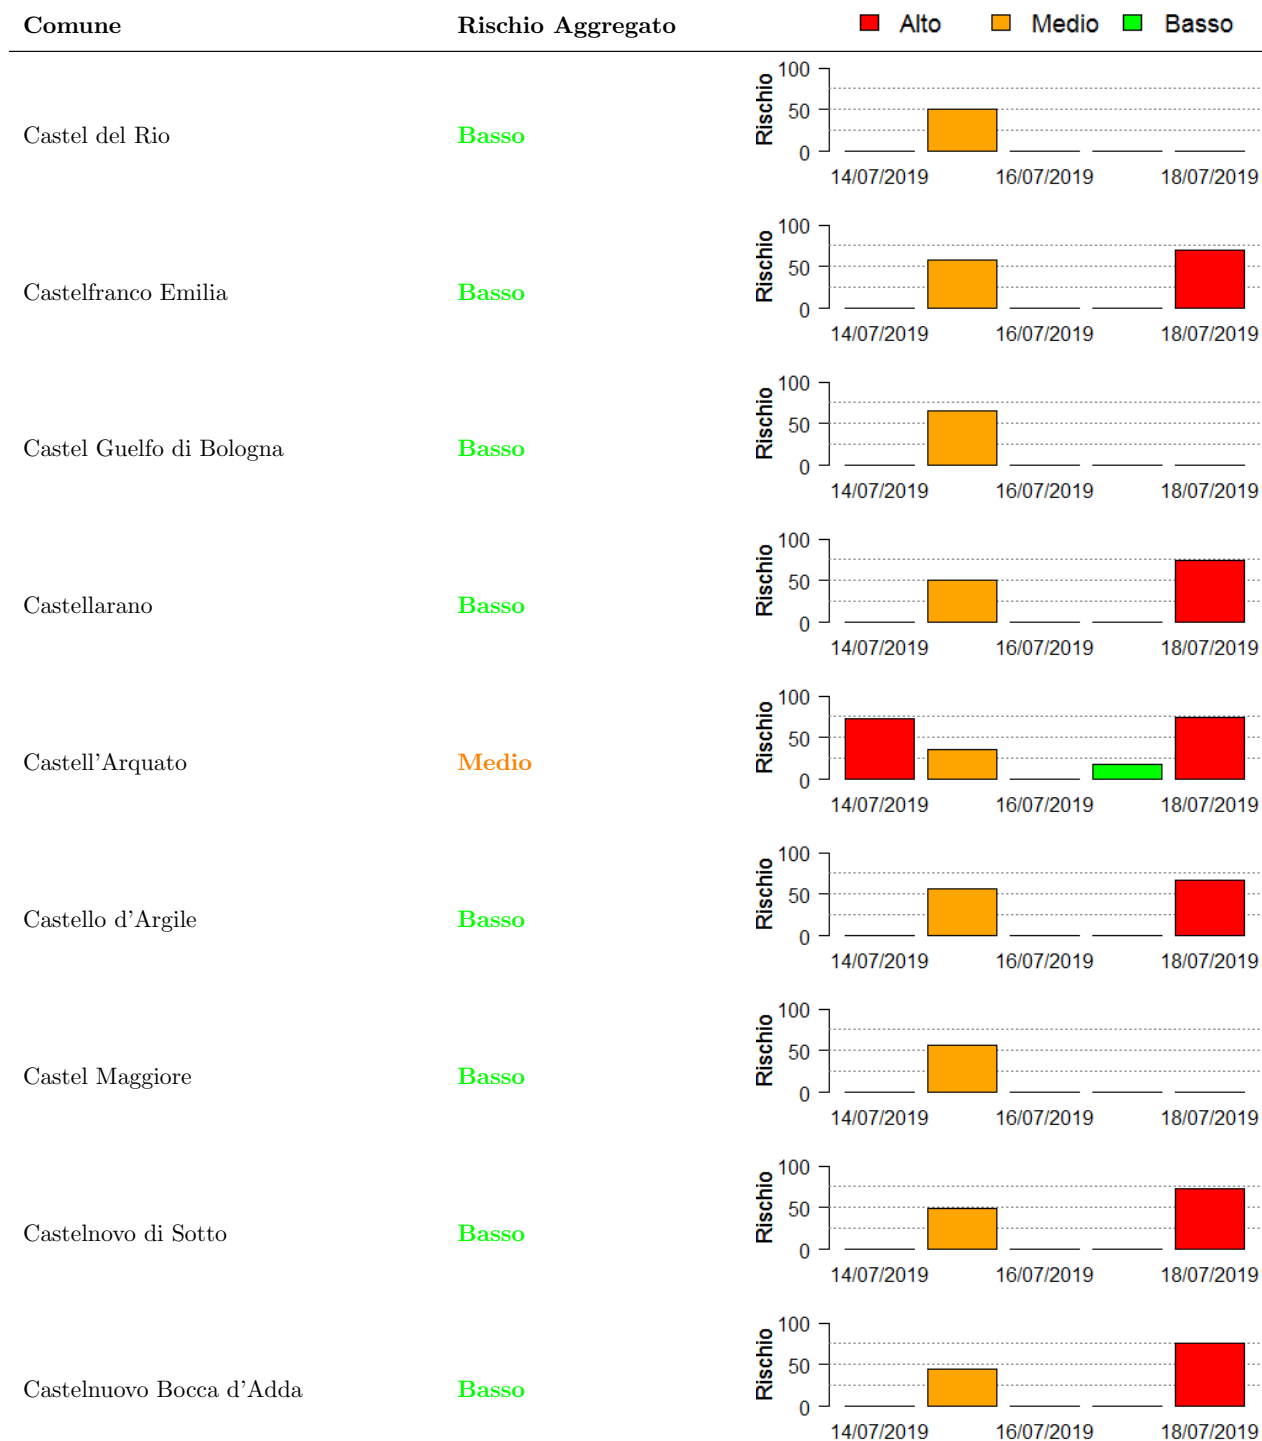 Comune Rischio Aggregato Alto Medio Basso
Castel del Rio Basso
Rischio
100
50
0
14/07/2019 16/07/2019 18/07/2019
Castelfranco Emilia Basso
Rischio
100
50
0
14/07/2019 16/07/2019 18/07/2019
Castel Guelfo di Bologna Basso
Rischio
100
50
0
14/07/2019 16/07/2019 18/07/2019
Castellarano Basso
Rischio
100
50
0
14/07/2019 16/07/2019 18/07/2019
Castell'Arquato Medio
Rischio
100
50
0
14/07/2019 16/07/2019 18/07/2019
Castello d'Argile Basso
Rischio
100
50
0
14/07/2019 16/07/2019 18/07/2019
Castel Maggiore Basso
Rischio
100
50
0
14/07/2019 16/07/2019 18/07/2019
Castelnovo di Sotto Basso
Rischio
100
50
0
14/07/2019 16/07/2019 18/07/2019
Castelnuovo Bocca d'Adda Basso
Rischio
100
50
0
14/07/2019 16/07/2019 18/07/2019